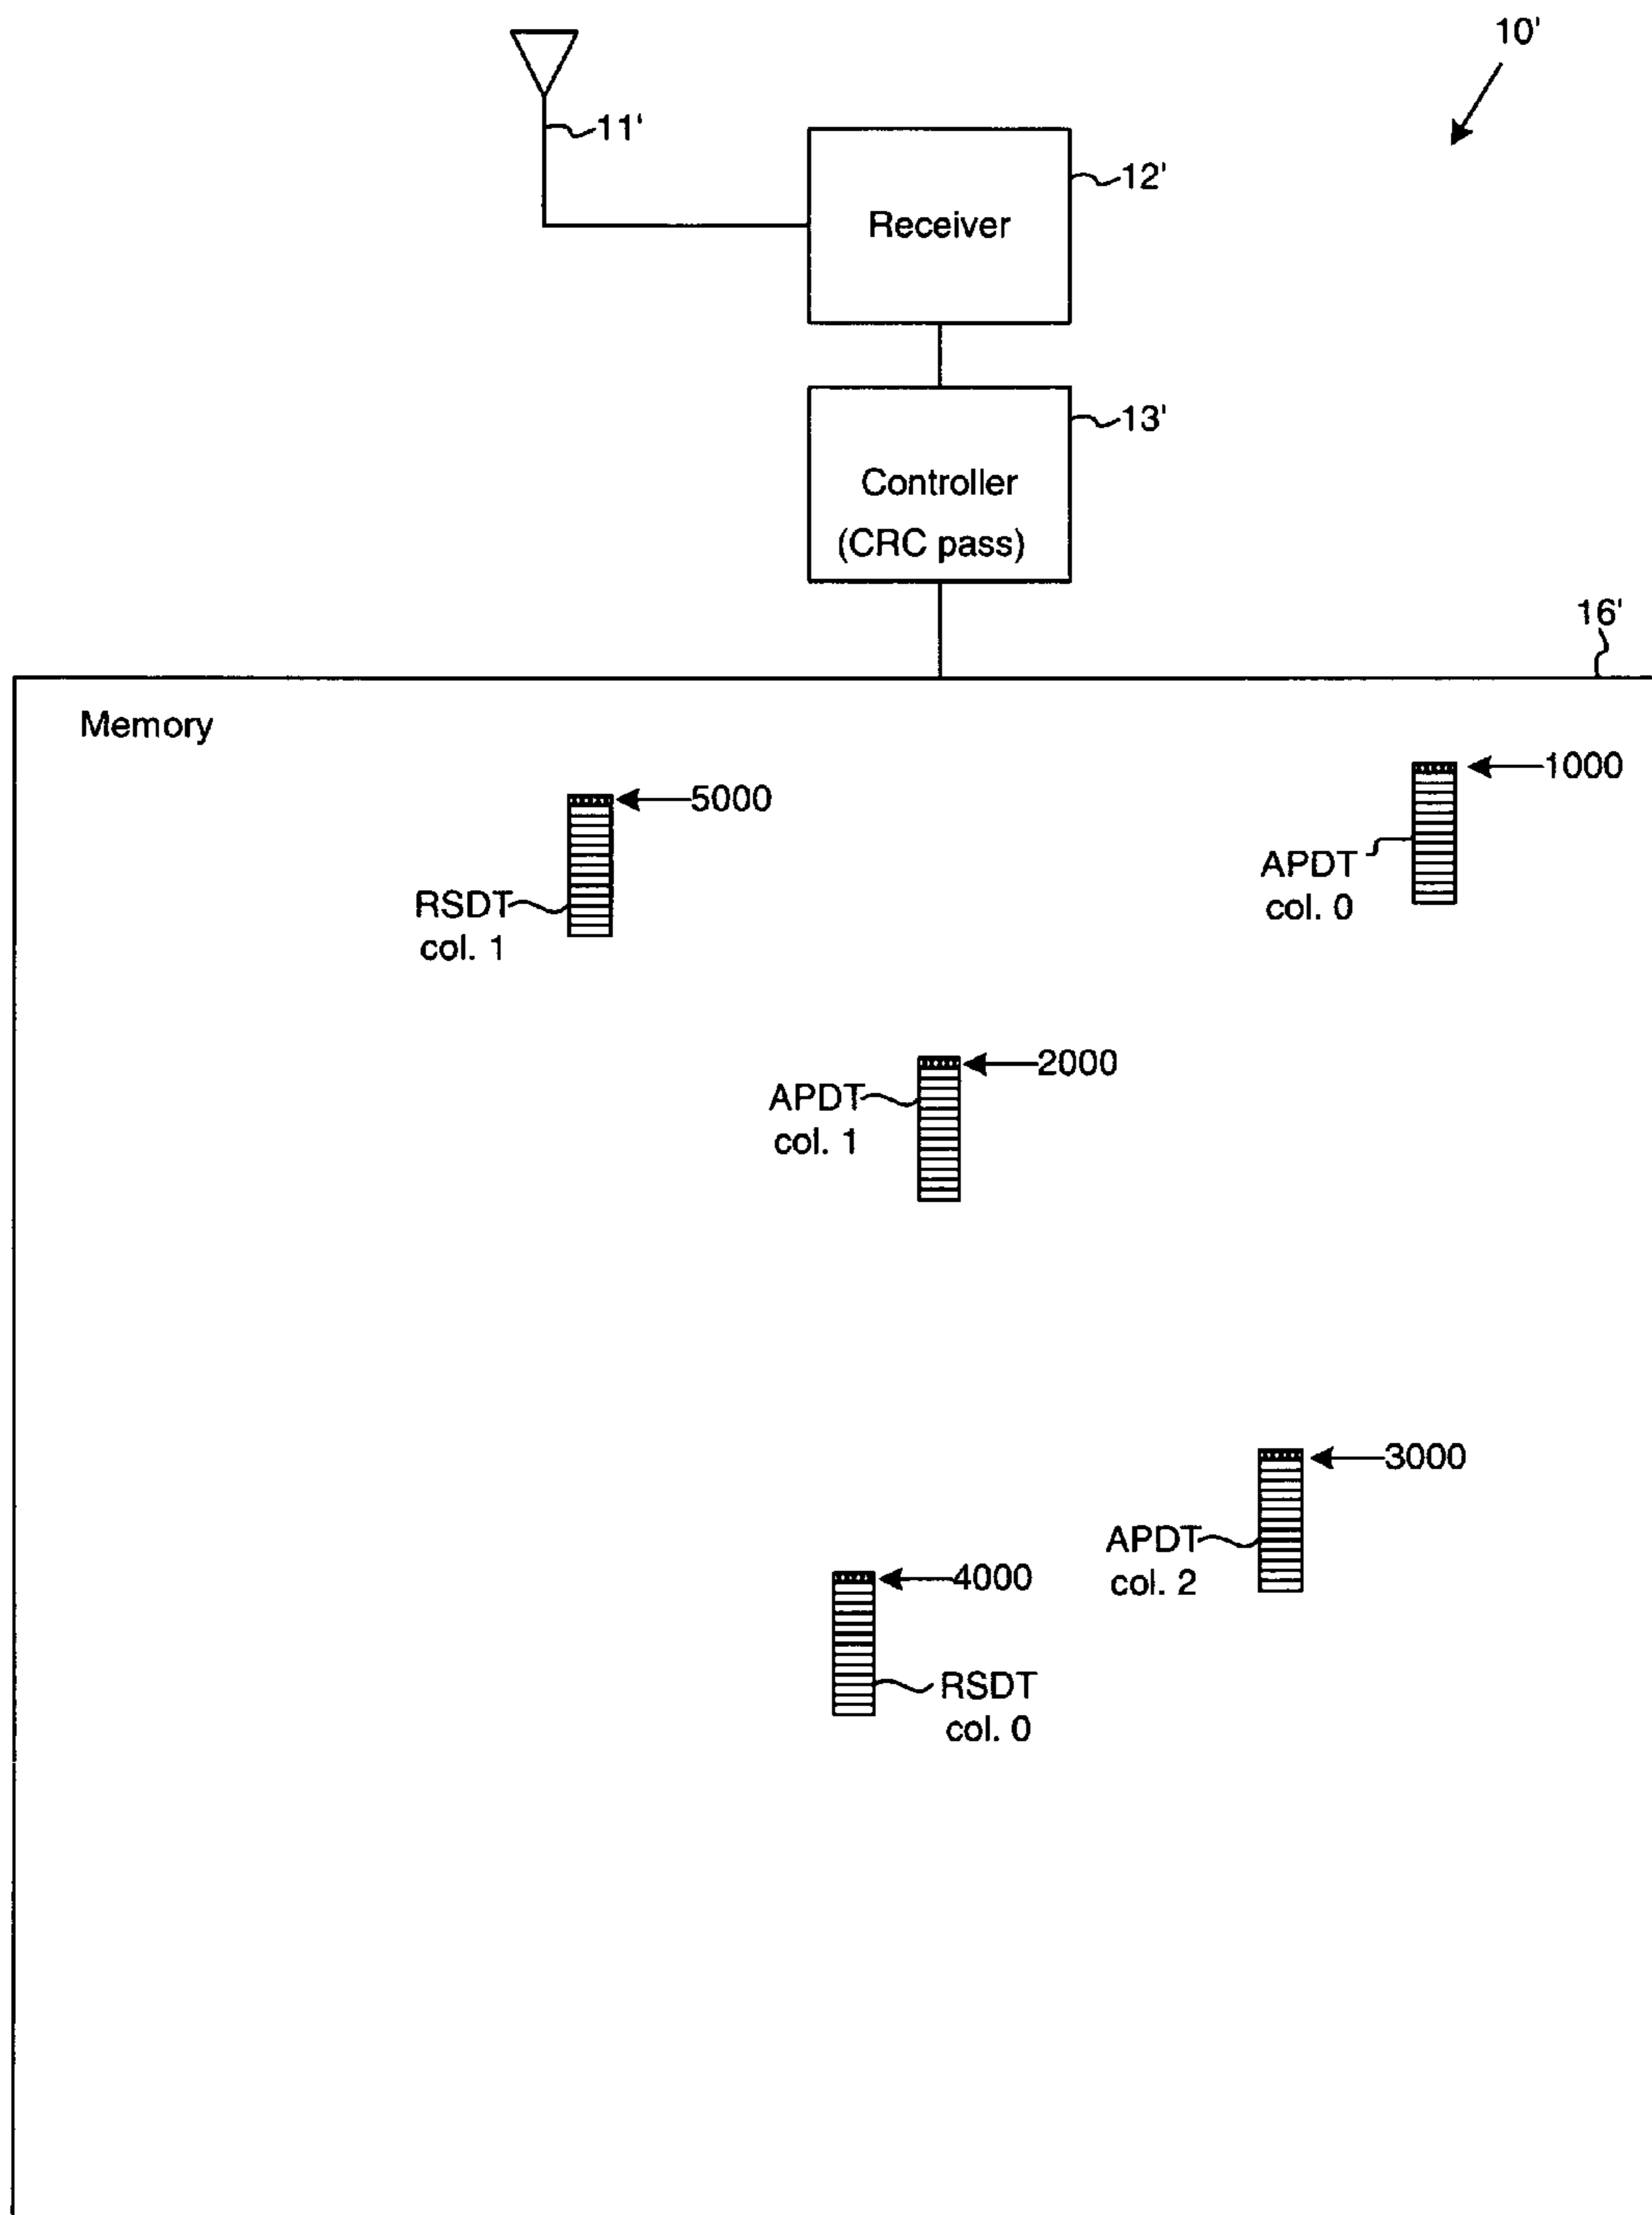 10'
11'
12'
Receiver
13'
Controller
(CRC pass)
16'
Memory
1000
5000
APDT
col. 0
RSDT
col. 1
2000
APDT
col. 1
3000
APDT
col. 2
4000
RSDT
col. 0